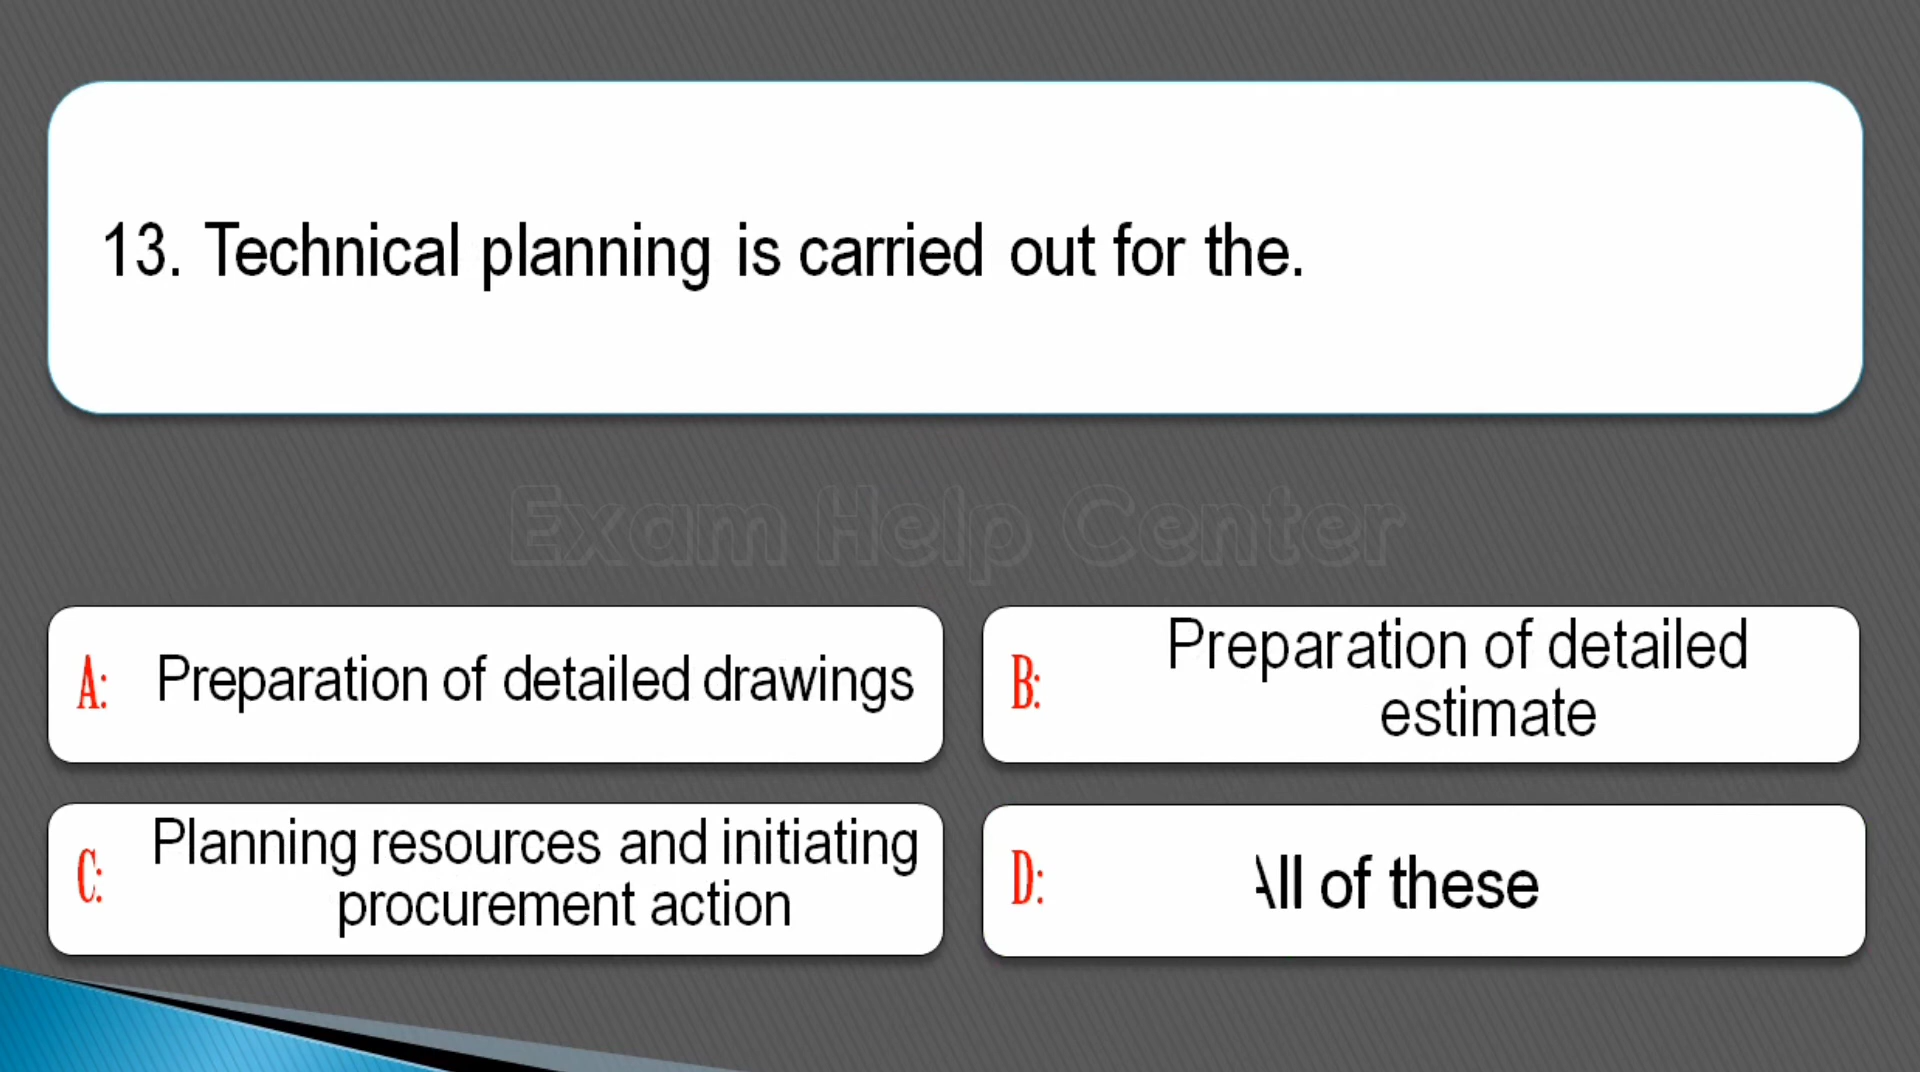 13. Technical planning is carried out for the.
Exam Help Center
A: Preparation of detailed drawings
B: Preparation of detailed
estimate
C: Planning resources and initiating
procurement action
D: All of these